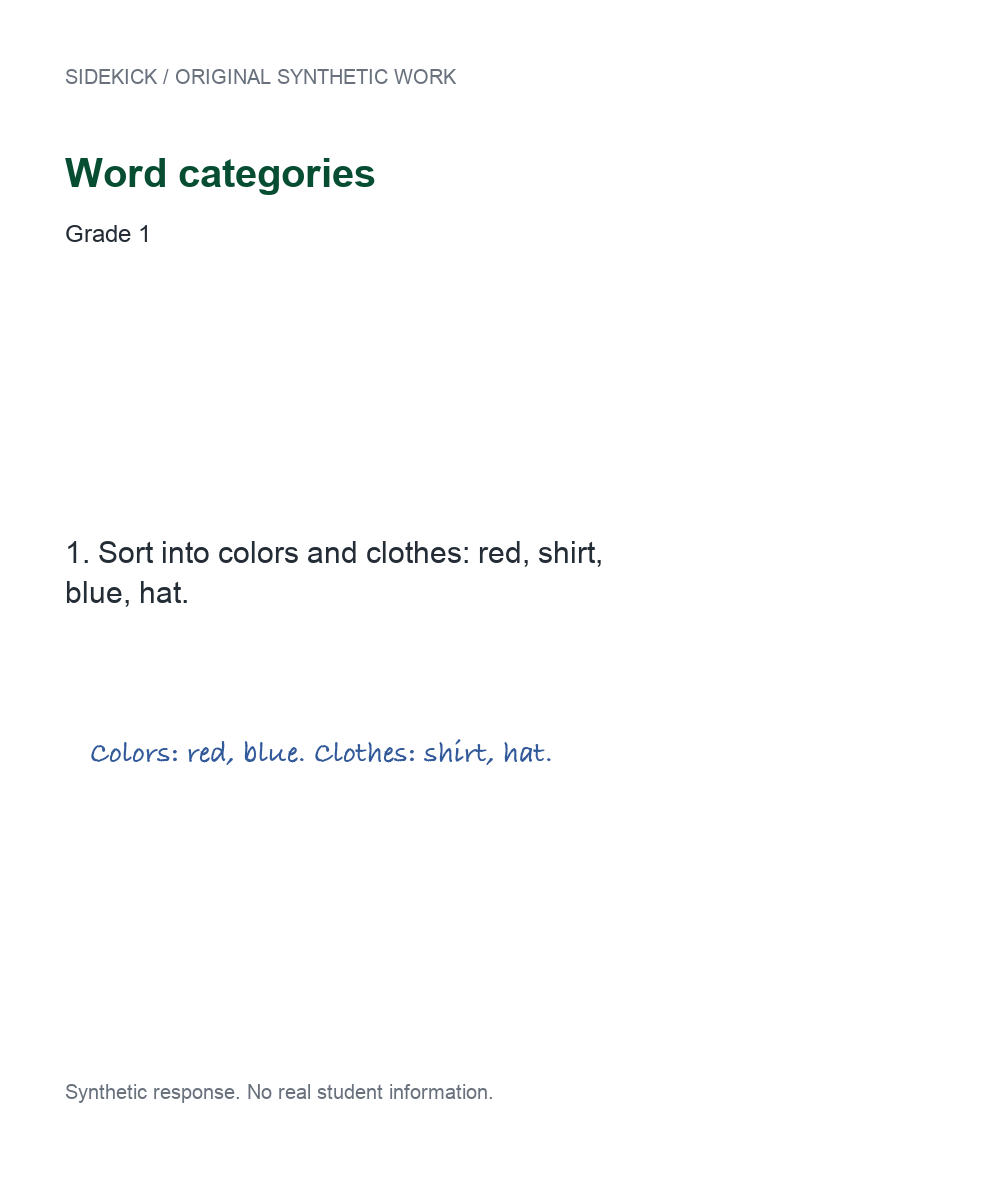 SIDEKICK / ORIGINAL SYNTHETIC WORK
Word categories
Grade 1
1. Sort into colors and clothes: red, shirt,
blue, hat.
Colors: red, blue. Clothes: shirt, hat.
Synthetic response. No real student information.